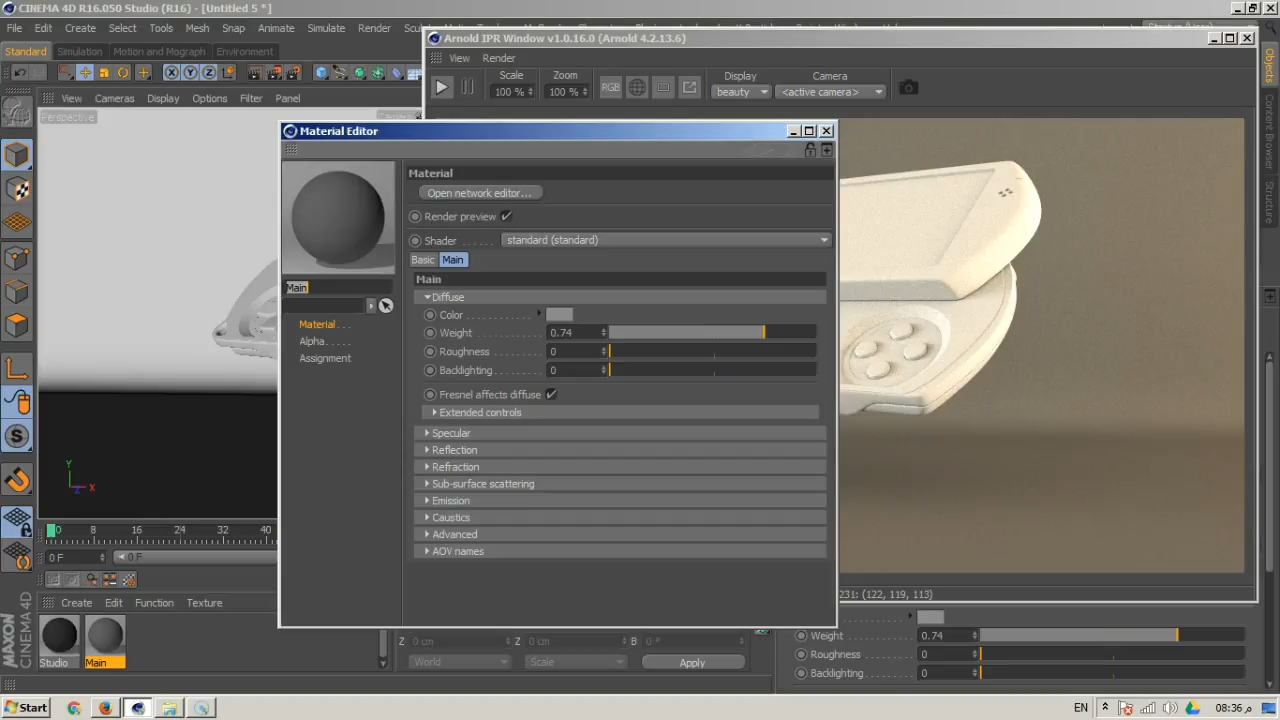 CINEMA 4D R16.050 Studio (R16) - [Untitled 5 *]
File Edit Create Select Tools Mesh Snap Animate Simulate Render
Standard Simulation Motion and Mograph Environment
View Cameras Display Options Filter Panel
Perspective
Arnold IPR Window v1.0.16.0 (Arnold 4.2.13.6)
View Render
Scale Zoom Display Camera
100 % 100 % RGB beauty <active camera>
Objects
Content Browser
Structure
Material Editor
Material
Open network editor...
Render preview
Shader standard (standard)
Basic Main
Main
Main
Diffuse
Color
Weight 0.74
Roughness 0
Backlighting 0
Fresnel affects diffuse
Extended controls
Specular
Reflection
Refraction
Sub-surface scattering
Emission
Caustics
Advanced
AOV names
Material
Alpha
Assignment
Y
X
Z
0 8 16 24 32 40
0 F 0 F
231: (122, 119, 113)
Create Edit Function Texture
Studio Main
MAXON
CINEMA 4D
Z 0 cm Z 0 cm B 0 °
World Scale Apply
Weight 0.74
Roughness 0
Backlighting 0
Start EN 08:36 م